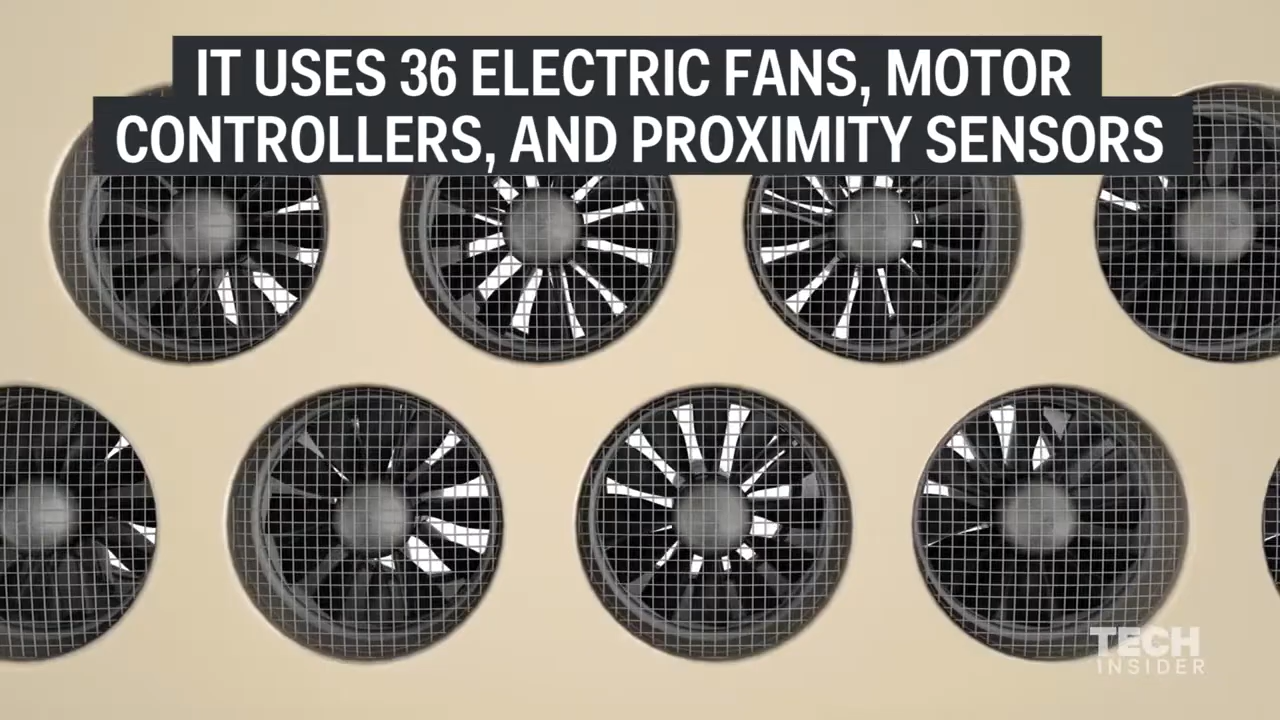 IT USES 36 ELECTRIC FANS, MOTOR
CONTROLLERS, AND PROXIMITY SENSORS
TECH
INSIDER